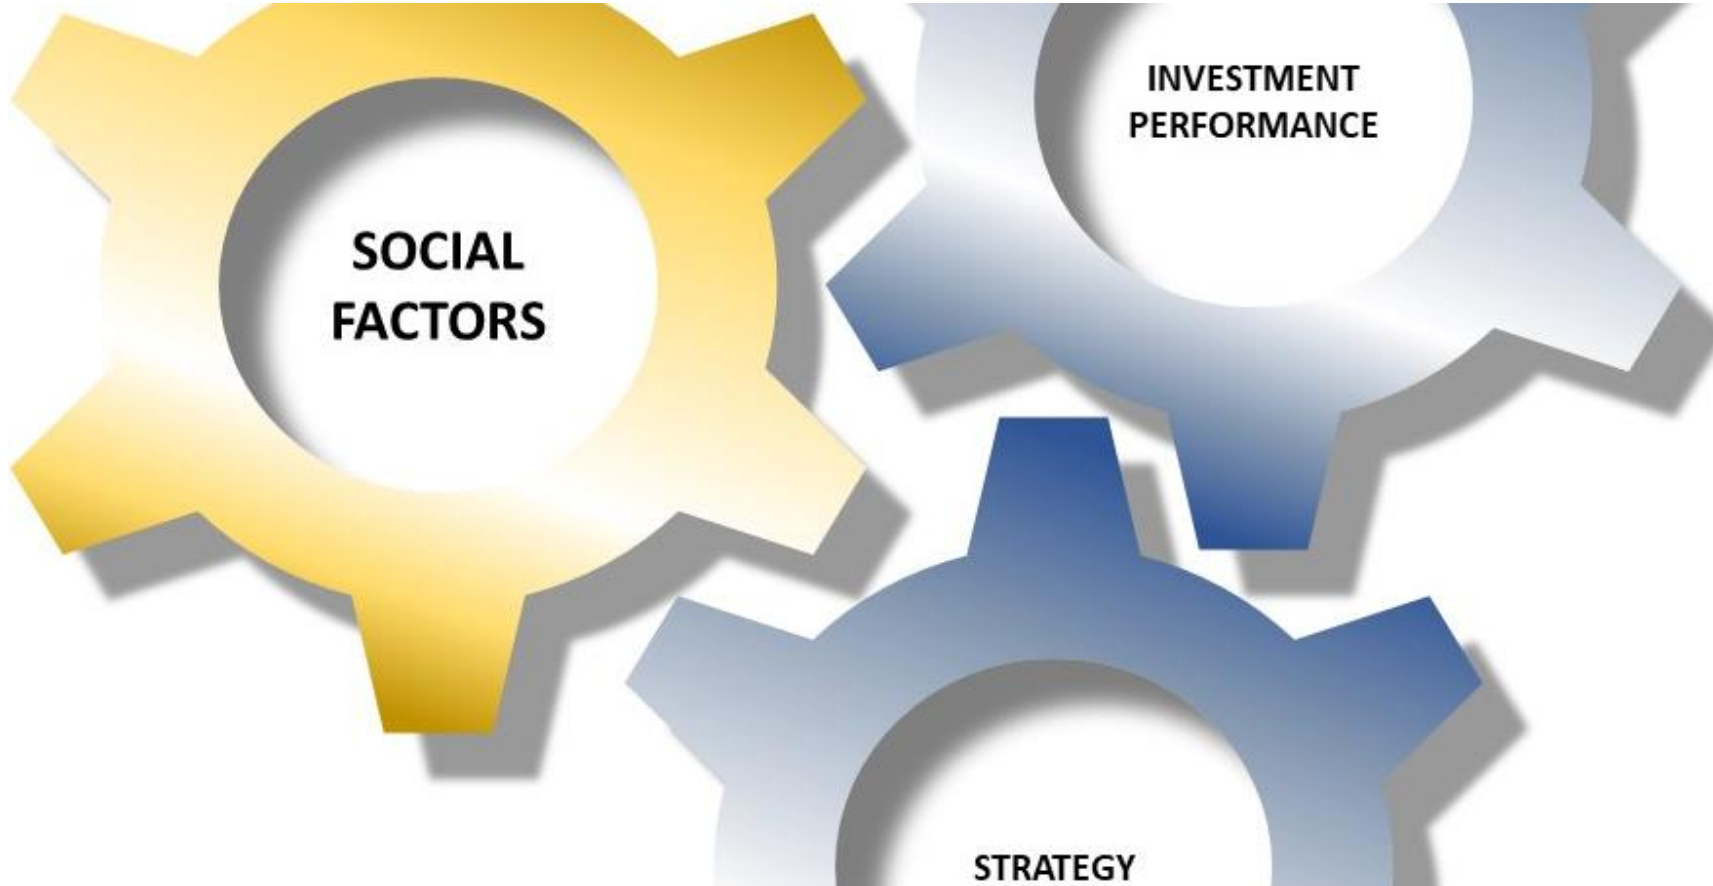 SOCIAL
FACTORS
INVESTMENT
PERFORMANCE
STRATEGY